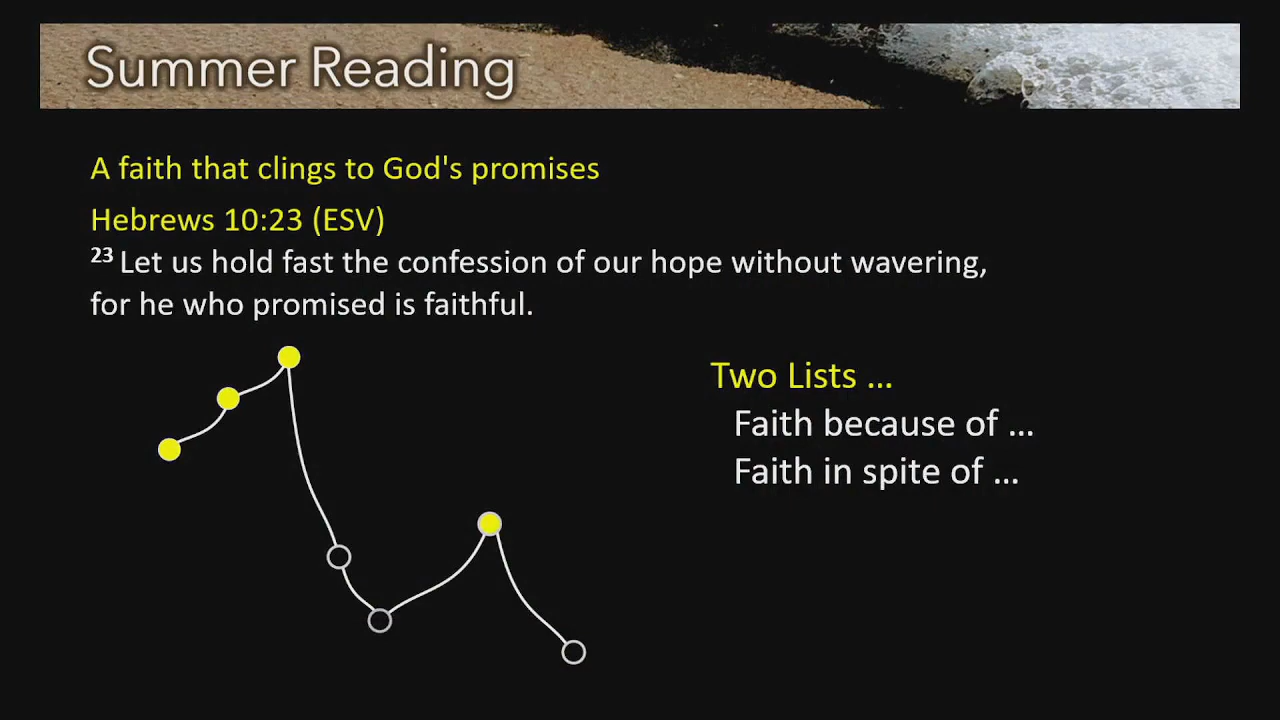 Summer Reading
A faith that clings to God's promises
Hebrews 10:23 (ESV)
23 Let us hold fast the confession of our hope without wavering,
for he who promised is faithful.
Two Lists ...
Faith because of ...
Faith in spite of ...